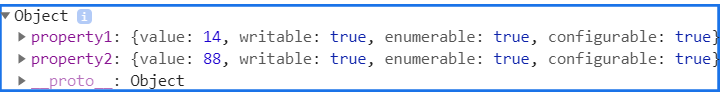 Object i
property1: {value: 14, writable: true, enumerable: true, configurable: true}
property2: {value: 88, writable: true, enumerable: true, configurable: true}
__proto__: Object